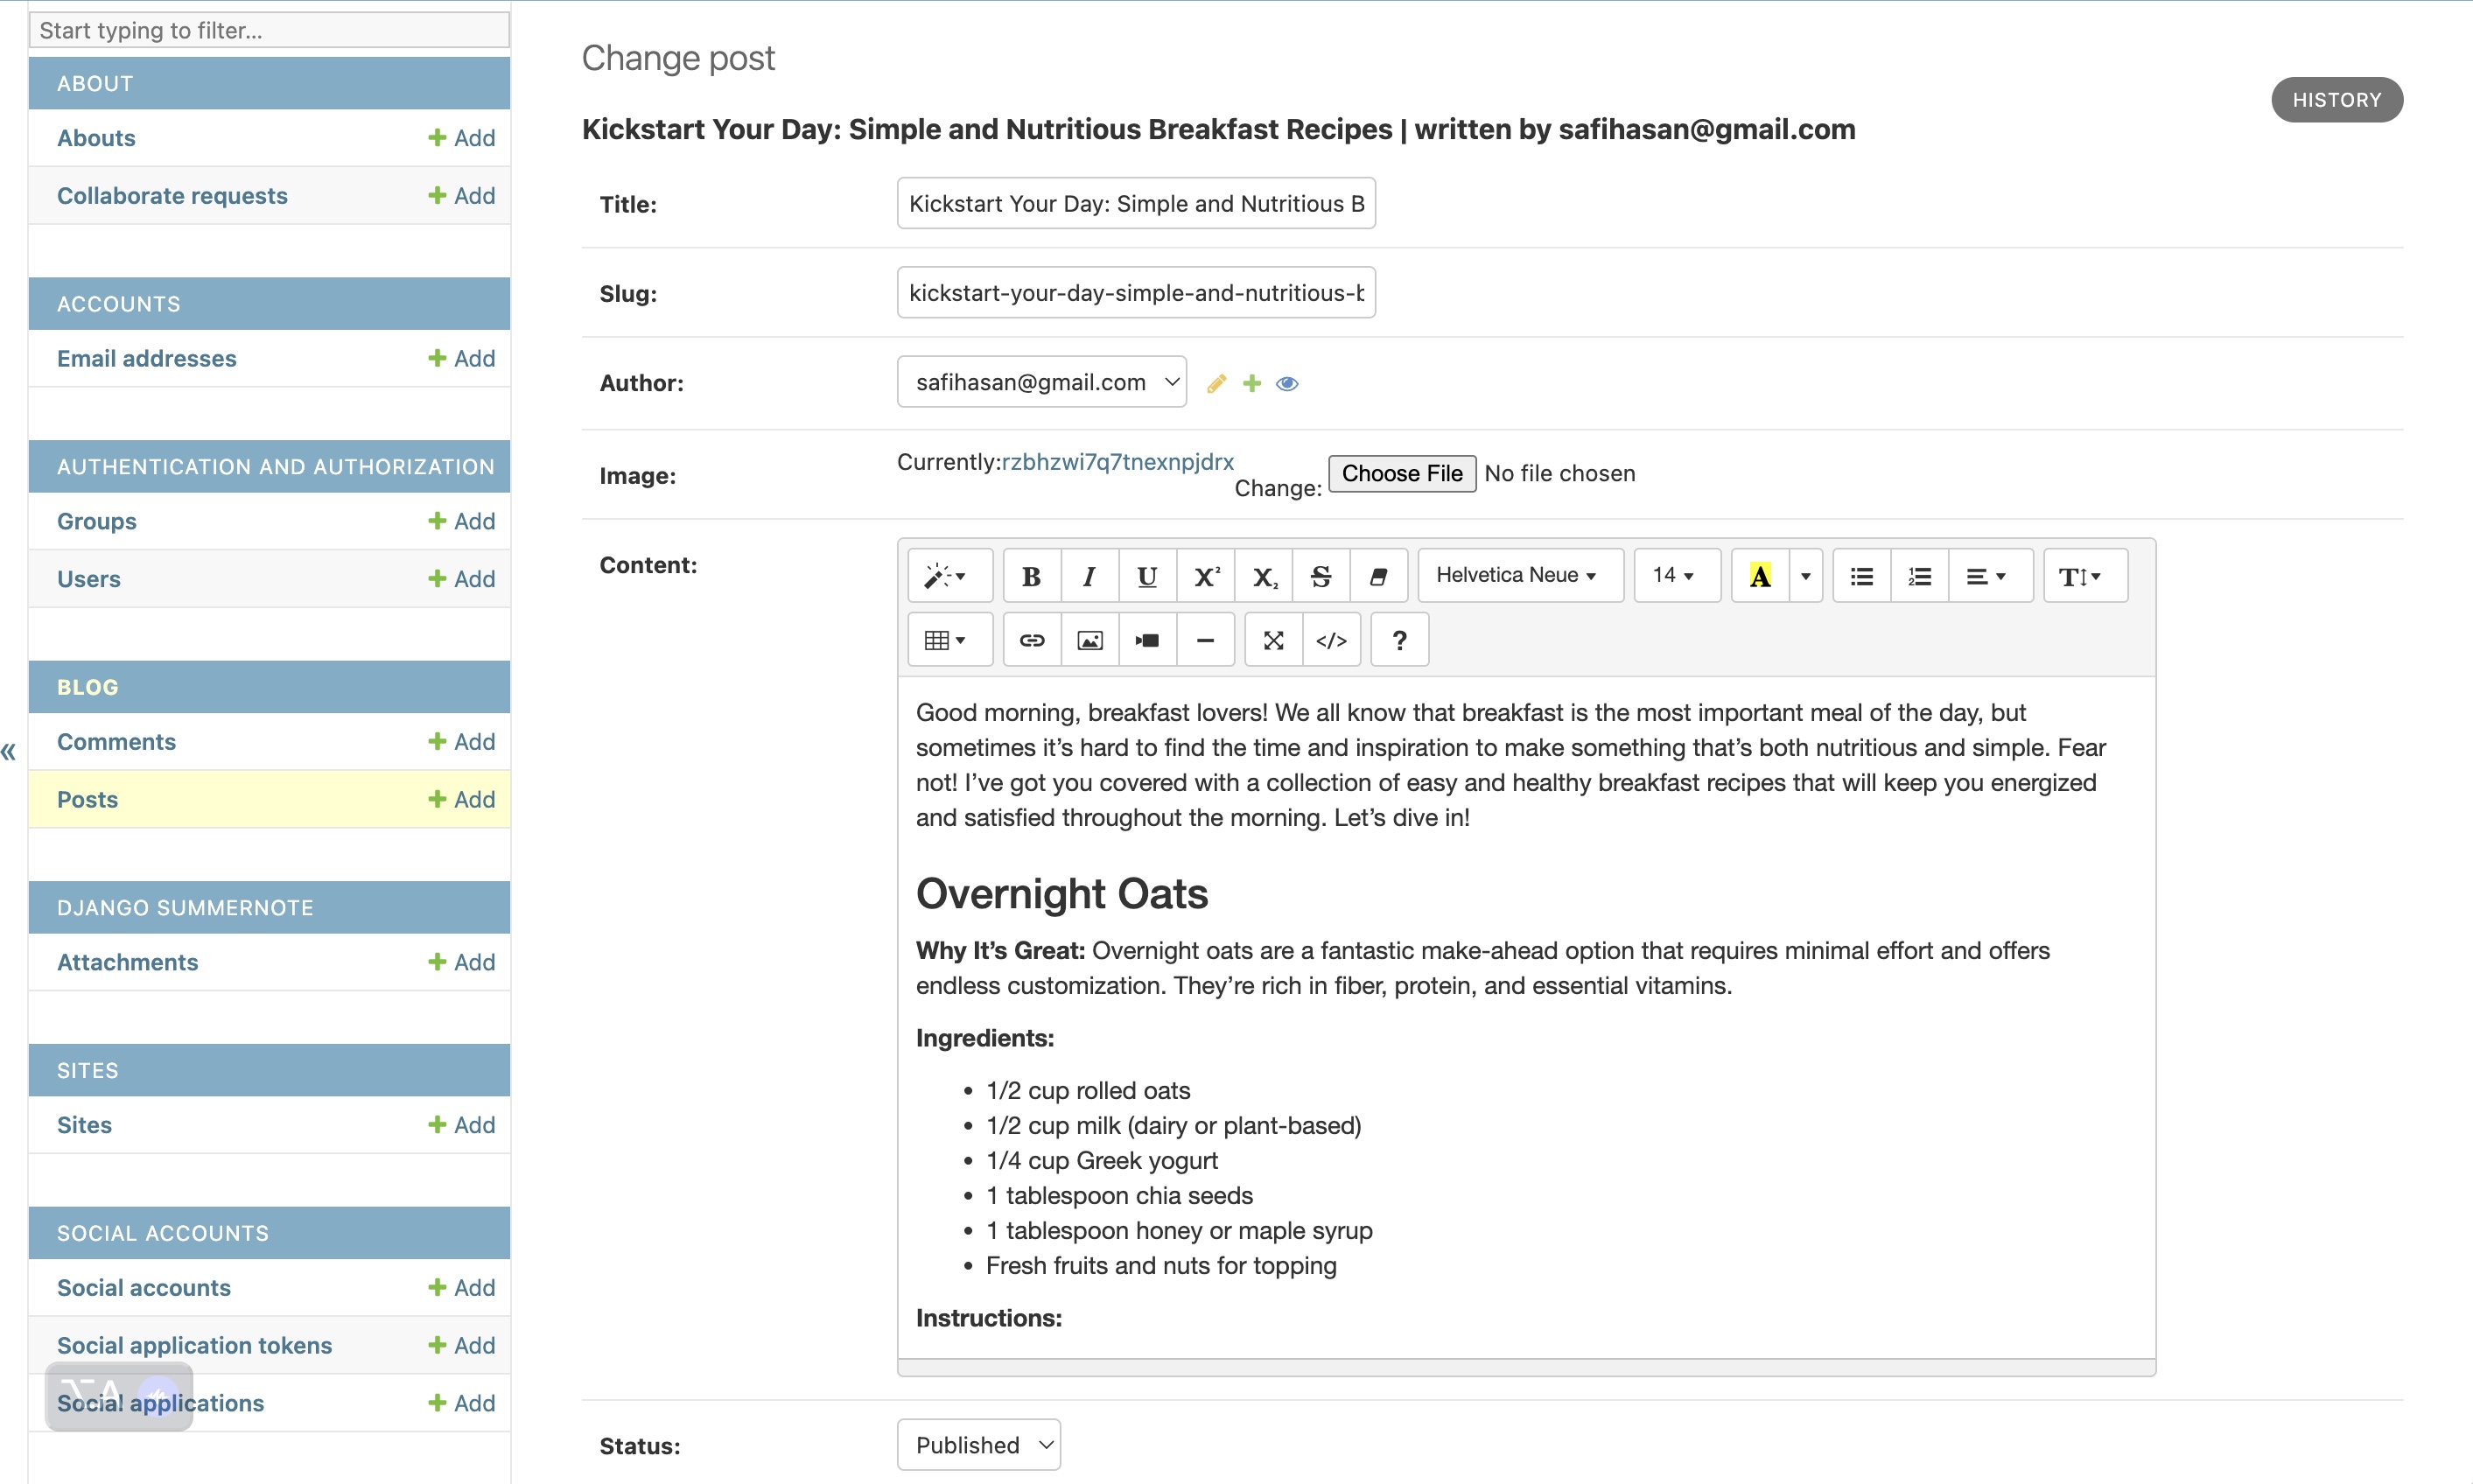 Start typing to filter...
ABOUT
Abouts
Add
Collaborate requests
Add
ACCOUNTS
Email addresses
Add
AUTHENTICATION AND AUTHORIZATION
Groups
Add
Users
Add
BLOG
Comments
Add
Posts
Add
DJANGO SUMMERNOTE
Attachments
Add
SITES
Sites
Add
SOCIAL ACCOUNTS
Social accounts
Add
Social application tokens
Add
Social applications
Add
«
⌥ A
Change post
HISTORY
Kickstart Your Day: Simple and Nutritious Breakfast Recipes | written by safihasan@gmail.com
Title:
Kickstart Your Day: Simple and Nutritious B
Slug:
kickstart-your-day-simple-and-nutritious-
Author:
safihasan@gmail.com
Image:
Currently:rzbhzwi7q7tnexnpjdrx
Change:
Choose File
No file chosen
Content:
B I U X² X₂ S
Helvetica Neue
14
A
T
</>
?
Good morning, breakfast lovers! We all know that breakfast is the most important meal of the day, but
sometimes it’s hard to find the time and inspiration to make something that’s both nutritious and simple. Fear
not! I’ve got you covered with a collection of easy and healthy breakfast recipes that will keep you energized
and satisfied throughout the morning. Let’s dive in!
Overnight Oats
Why It’s Great: Overnight oats are a fantastic make-ahead option that requires minimal effort and offers
endless customization. They’re rich in fiber, protein, and essential vitamins.
Ingredients:
• 1/2 cup rolled oats
• 1/2 cup milk (dairy or plant-based)
• 1/4 cup Greek yogurt
• 1 tablespoon chia seeds
• 1 tablespoon honey or maple syrup
• Fresh fruits and nuts for topping
Instructions:
Status:
Published